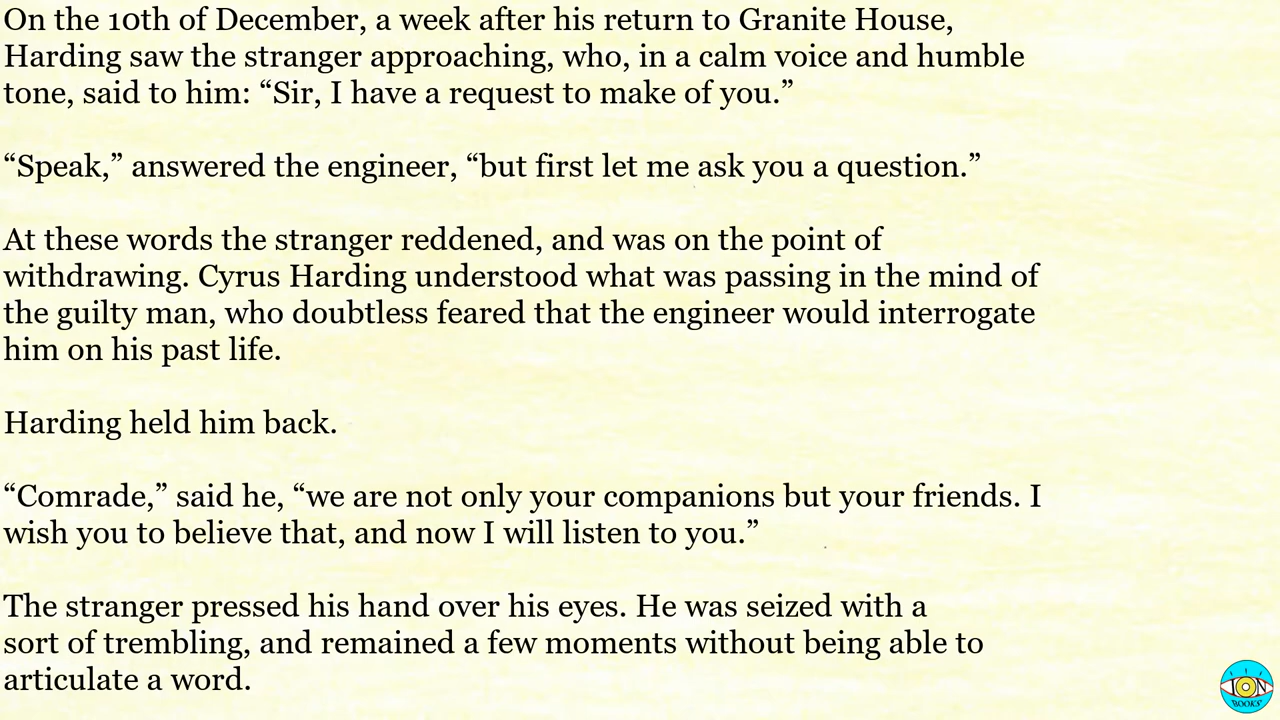 On the 10th of December, a week after his return to Granite House,
Harding saw the stranger approaching, who, in a calm voice and humble
tone, said to him: “Sir, I have a request to make of you.”
“Speak,” answered the engineer, “but first let me ask you a question.”
At these words the stranger reddened, and was on the point of
withdrawing. Cyrus Harding understood what was passing in the mind of
the guilty man, who doubtless feared that the engineer would interrogate
him on his past life.
Harding held him back.
“Comrade,” said he, “we are not only your companions but your friends. I
wish you to believe that, and now I will listen to you.”
The stranger pressed his hand over his eyes. He was seized with a
sort of trembling, and remained a few moments without being able to
articulate a word.
ION
BOOKS